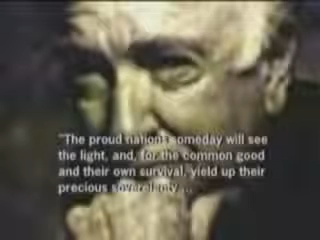 "The proud nations someday will see
the light, and, for the common good
and their own survival, yield up their
precious sovereignty...